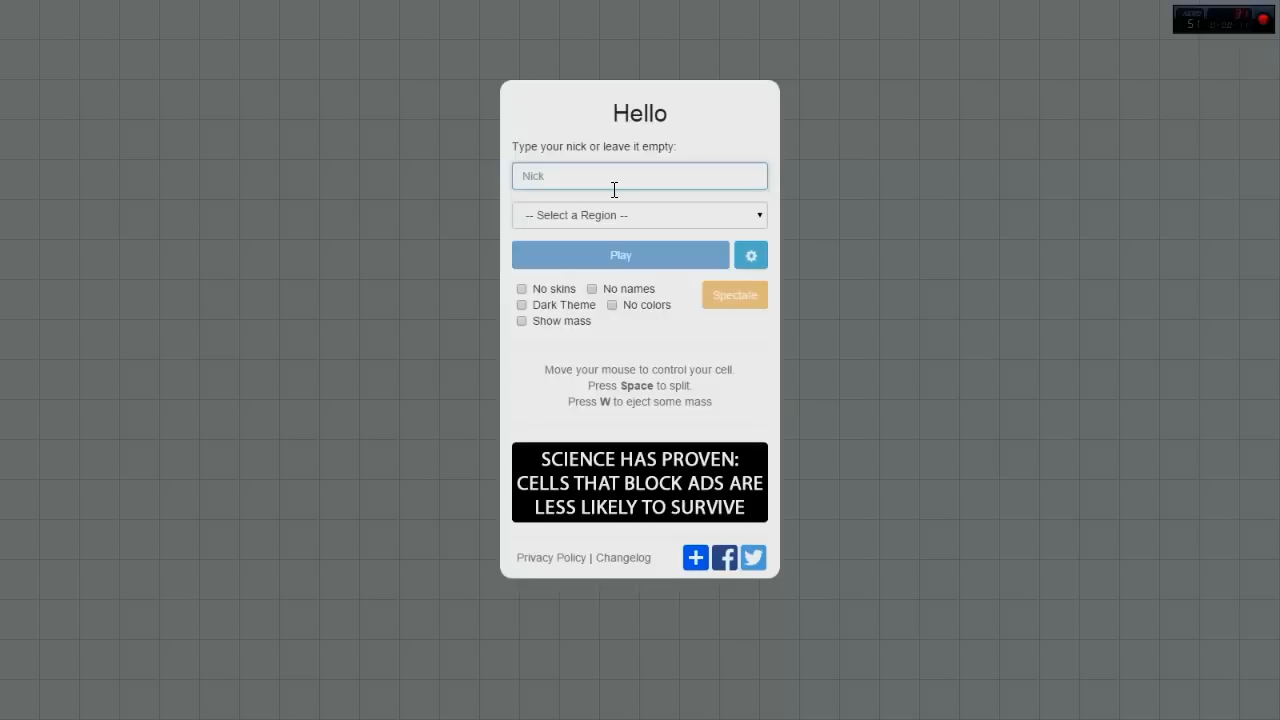 Hello
Type your nick or leave it empty:
Nick
-- Select a Region --
Play
No skins No names
Spectate
Dark Theme No colors
Show mass
Move your mouse to control your cell.
Press Space to split.
Press W to eject some mass
SCIENCE HAS PROVEN:
CELLS THAT BLOCK ADS ARE
LESS LIKELY TO SURVIVE
Privacy Policy | Changelog